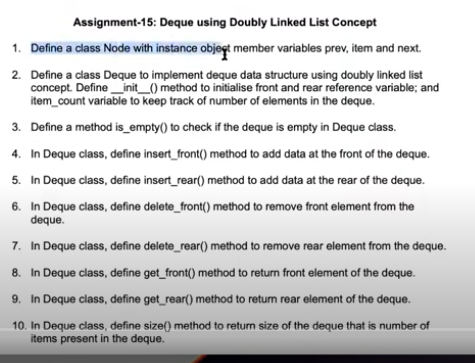 Assignment-15: Deque using Doubly Linked List Concept
1. Define a class Node with instance object member variables prev, item and next.
2. Define a class Deque to implement deque data structure using doubly linked list
concept. Define __init__() method to initialise front and rear reference variable; and
item_count variable to keep track of number of elements in the deque.
3. Define a method is_empty() to check if the deque is empty in Deque class.
4. In Deque class, define insert_front() method to add data at the front of the deque.
5. In Deque class, define insert_rear() method to add data at the rear of the deque.
6. In Deque class, define delete_front() method to remove front element from the
deque.
7. In Deque class, define delete_rear() method to remove rear element from the deque.
8. In Deque class, define get_front() method to return front element of the deque.
9. In Deque class, define get_rear() method to return rear element of the deque.
10. In Deque class, define size() method to return size of the deque that is number of
items present in the deque.